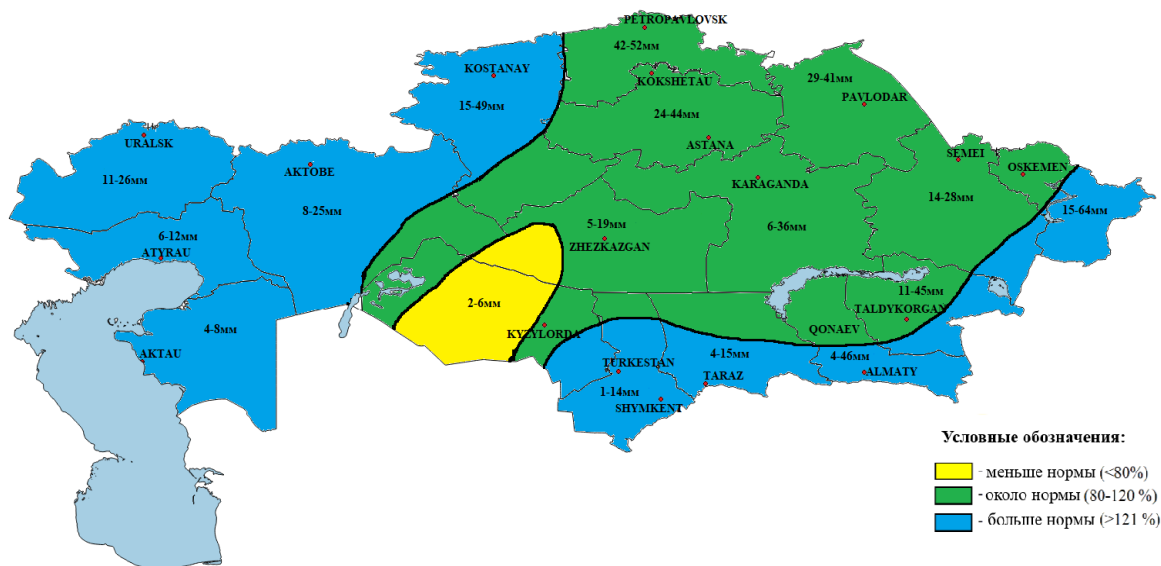 PETROPAVLOVSK
42-52мм
KOSTANAY
KOKSHETAU
29-41мм
PAVLODAR
15-49мм
24-44мм
URALSK
ASTANA
SEMEI
AKTOBE
OSKEMEN
KARAGANDA
11-26мм
14-28мм
8-25мм
15-64мм
5-19мм
6-36мм
6-12мм
ZHEZKAZGAN
ATYRAU
11-45мм
2-6мм
TALDYKORGAN
4-8мм
KYZYLORDA
QONAEV
AKTAU
4-15мм
4-46мм
TURKESTAN
TARAZ
ALMATY
1-14мм
SHYMKENT
Условные обозначения:
- меньше нормы (<80%)
- около нормы (80-120 %)
- больше нормы (>121 %)